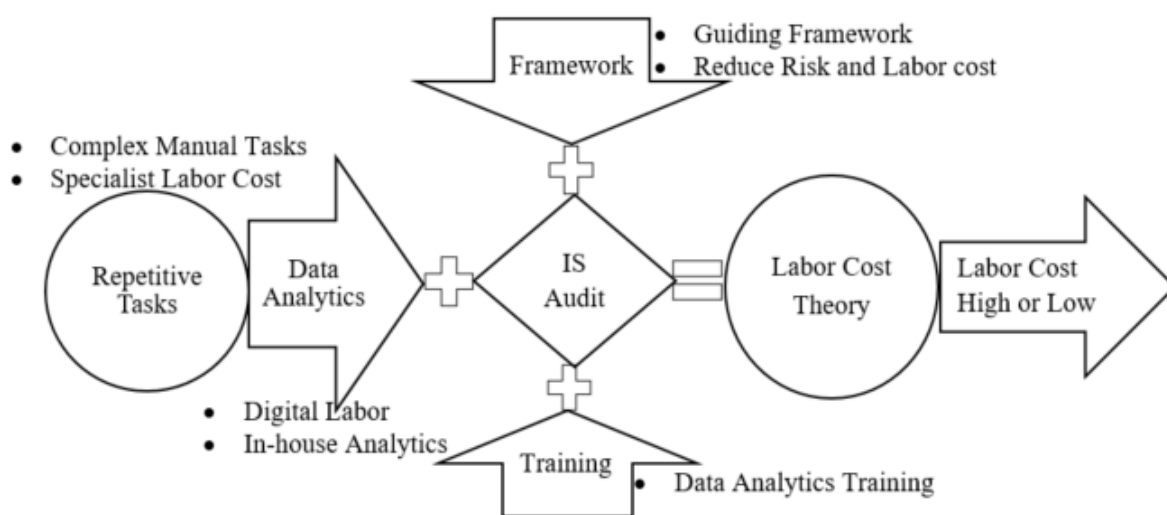 • Guiding Framework
Framework
• Reduce Risk and Labor cost
• Complex Manual Tasks
• Specialist Labor Cost
Repetitive
Tasks
Data
Analytics
IS
Audit
Labor Cost
Theory
Labor Cost
High or Low
• Digital Labor
• In-house Analytics
Training
• Data Analytics Training